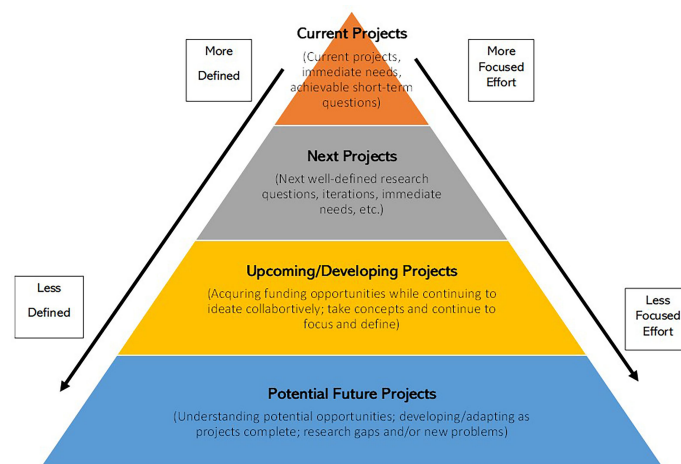 Current Projects
(Current projects,
immediate needs,
achievable short-term
questions)
More
Defined
More
Focused
Effort
Next Projects
(Next well-defined research
questions, iterations, immediate
needs, etc.)
Upcoming/Developing Projects
(Acquring funding opportunities while continuing to
ideate collabortively; take concepts and continue to
focus and define)
Less
Defined
Less
Focused
Effort
Potential Future Projects
(Understanding potential opportunities; developing/adapting as
projects complete; research gaps and/or new problems)